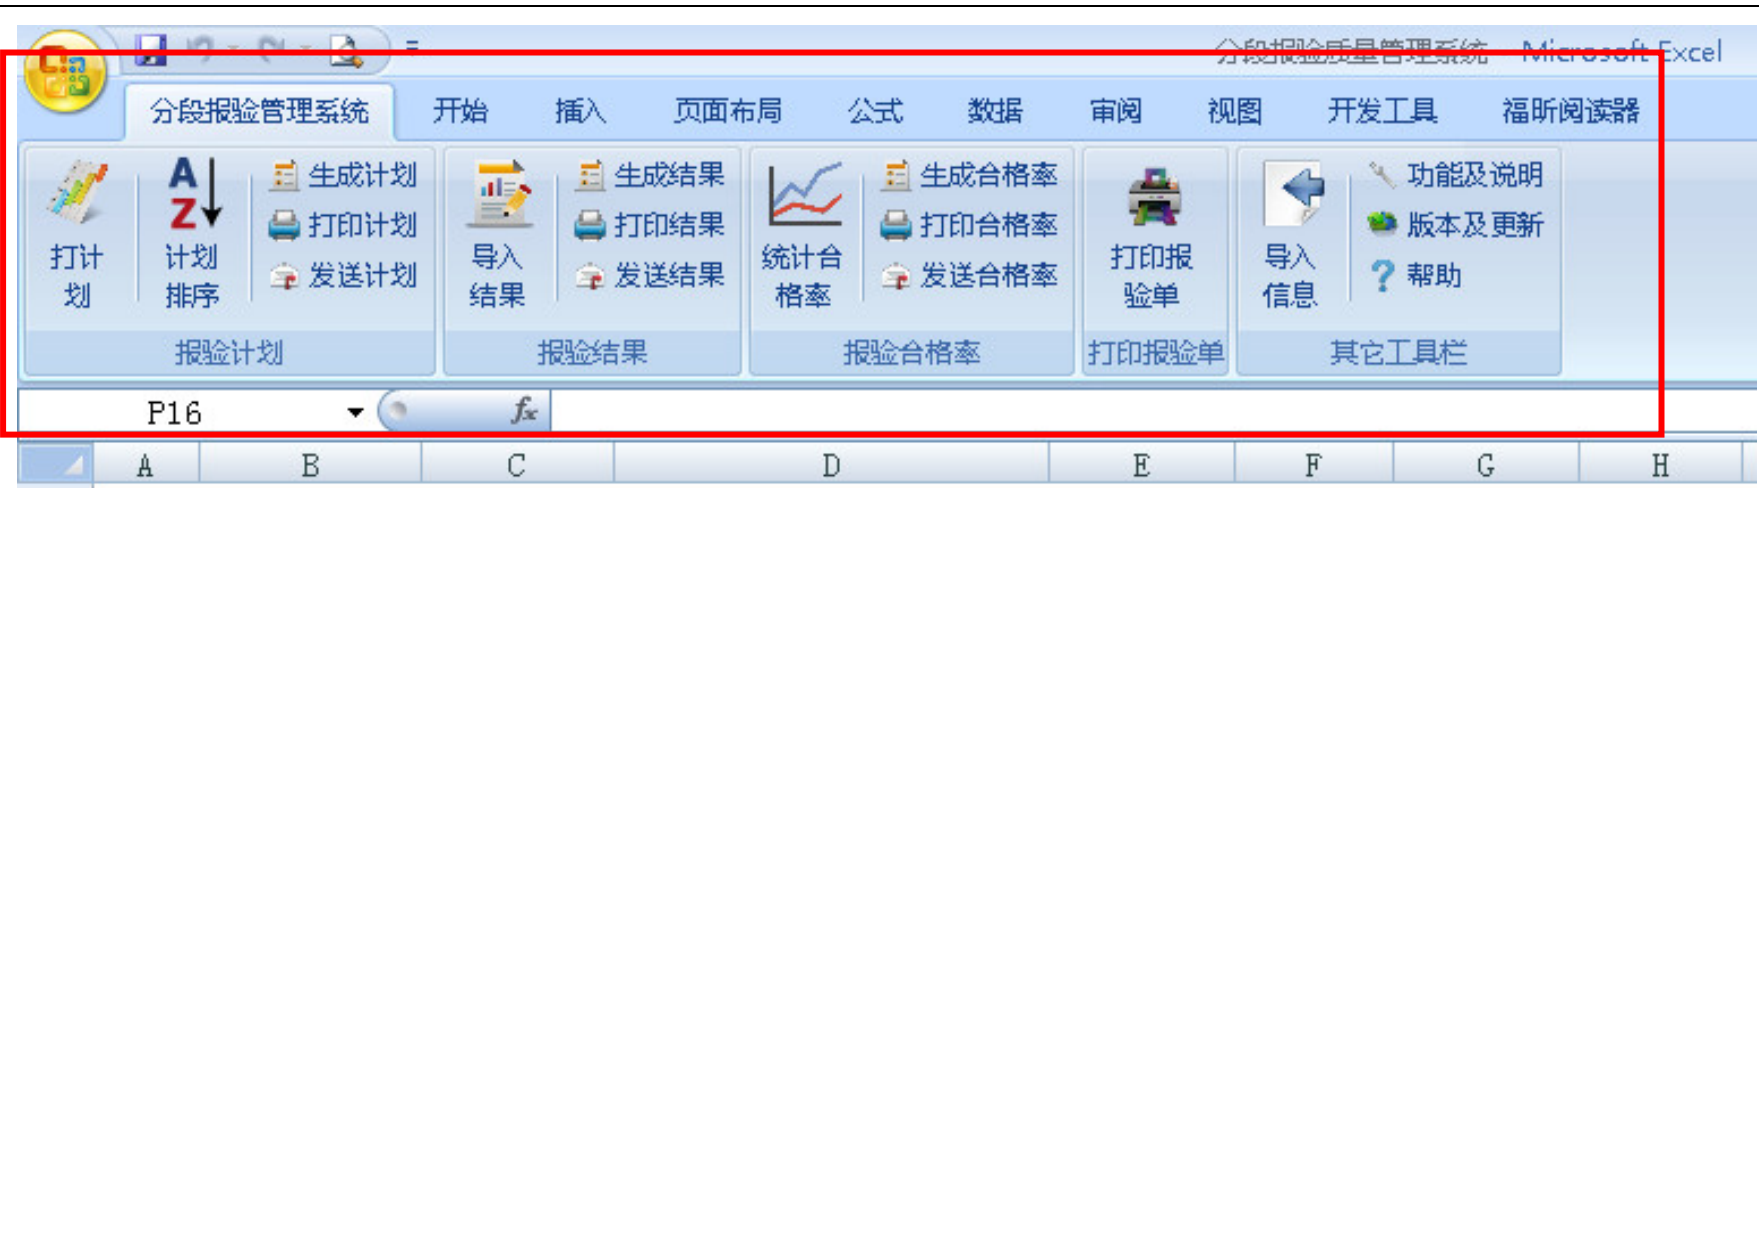 分段报验质量管理系统 - Microsoft Excel
分段报验管理系统 开始 插入 页面布局 公式 数据 审阅 视图 开发工具 福昕阅读器
打计划
计划排序
生成计划
打印计划
发送计划
报验计划
导入结果
生成结果
打印结果
发送结果
报验结果
统计合格率
生成合格率
打印合格率
发送合格率
报验合格率
打印报验单
打印报验单
导入信息
功能及说明
版本及更新
帮助
其它工具栏
P16 fx
A B C D E F G H